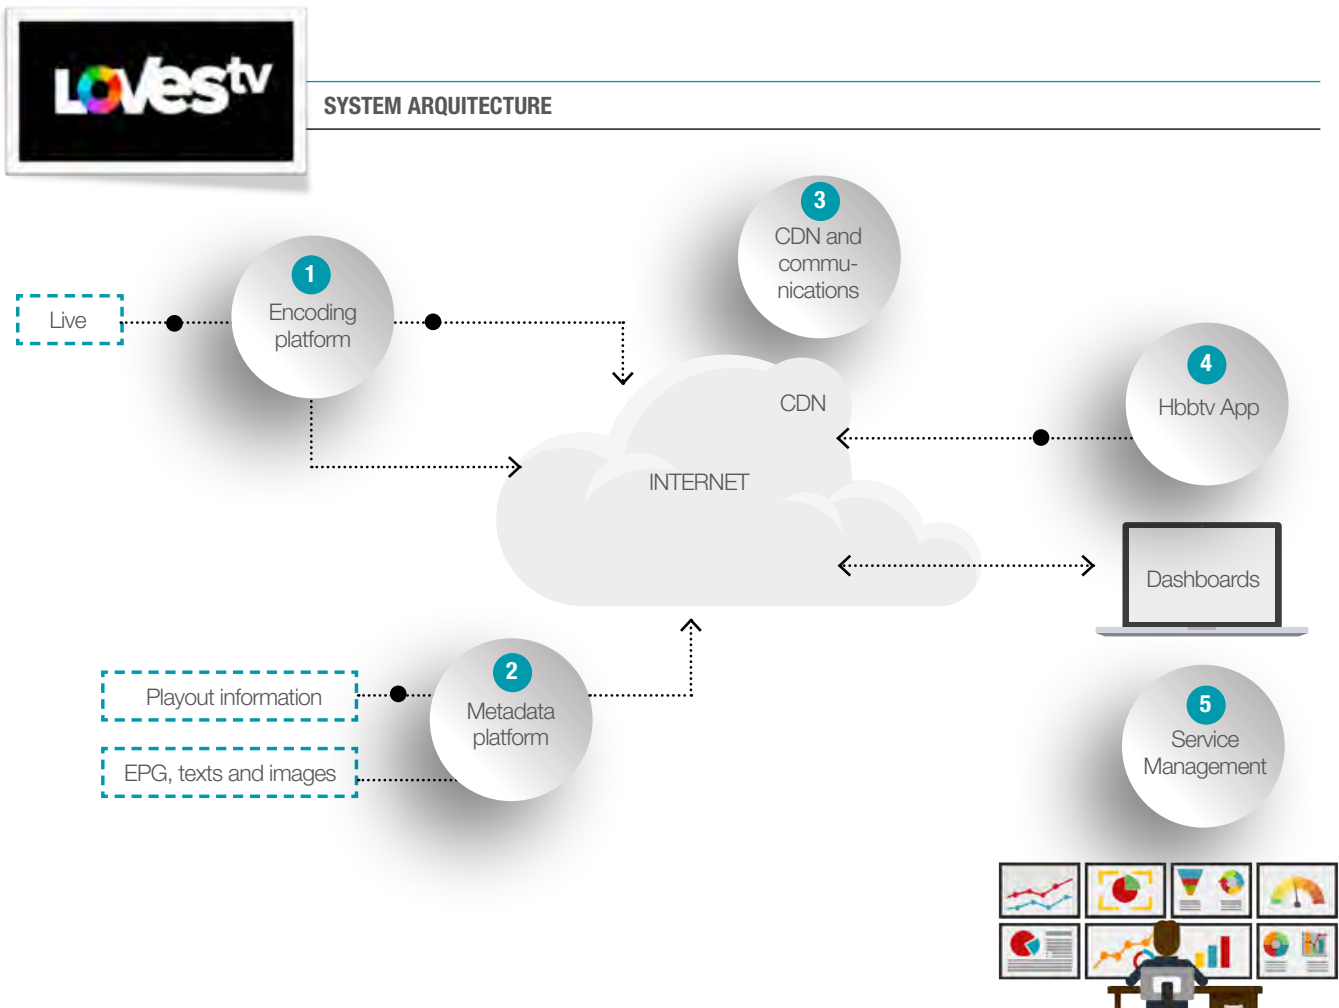 LOVEStv
SYSTEM ARQUITECTURE
3
CDN and
commu-
nications
1
Encoding
platform
Live
4
Hbbtv App
CDN
INTERNET
Dashboards
2
Metadata
platform
Playout information
EPG, texts and images
5
Service
Management